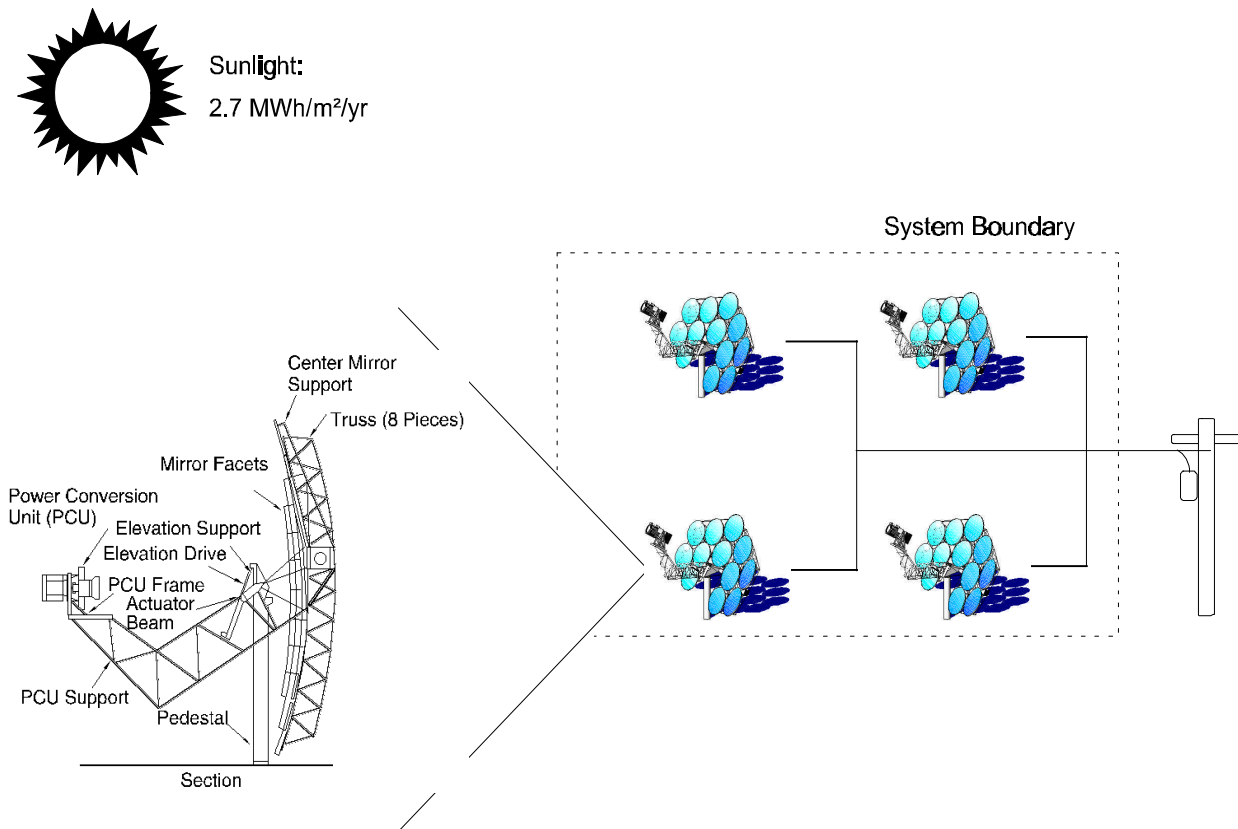 Sunlight:
2.7 MWh/m²/yr
System Boundary
Center Mirror
Support
Truss (8 Pieces)
Mirror Facets
Power Conversion
Unit (PCU)
Elevation Support
Elevation Drive
PCU Frame
Actuator
Beam
PCU Support
Pedestal
Section